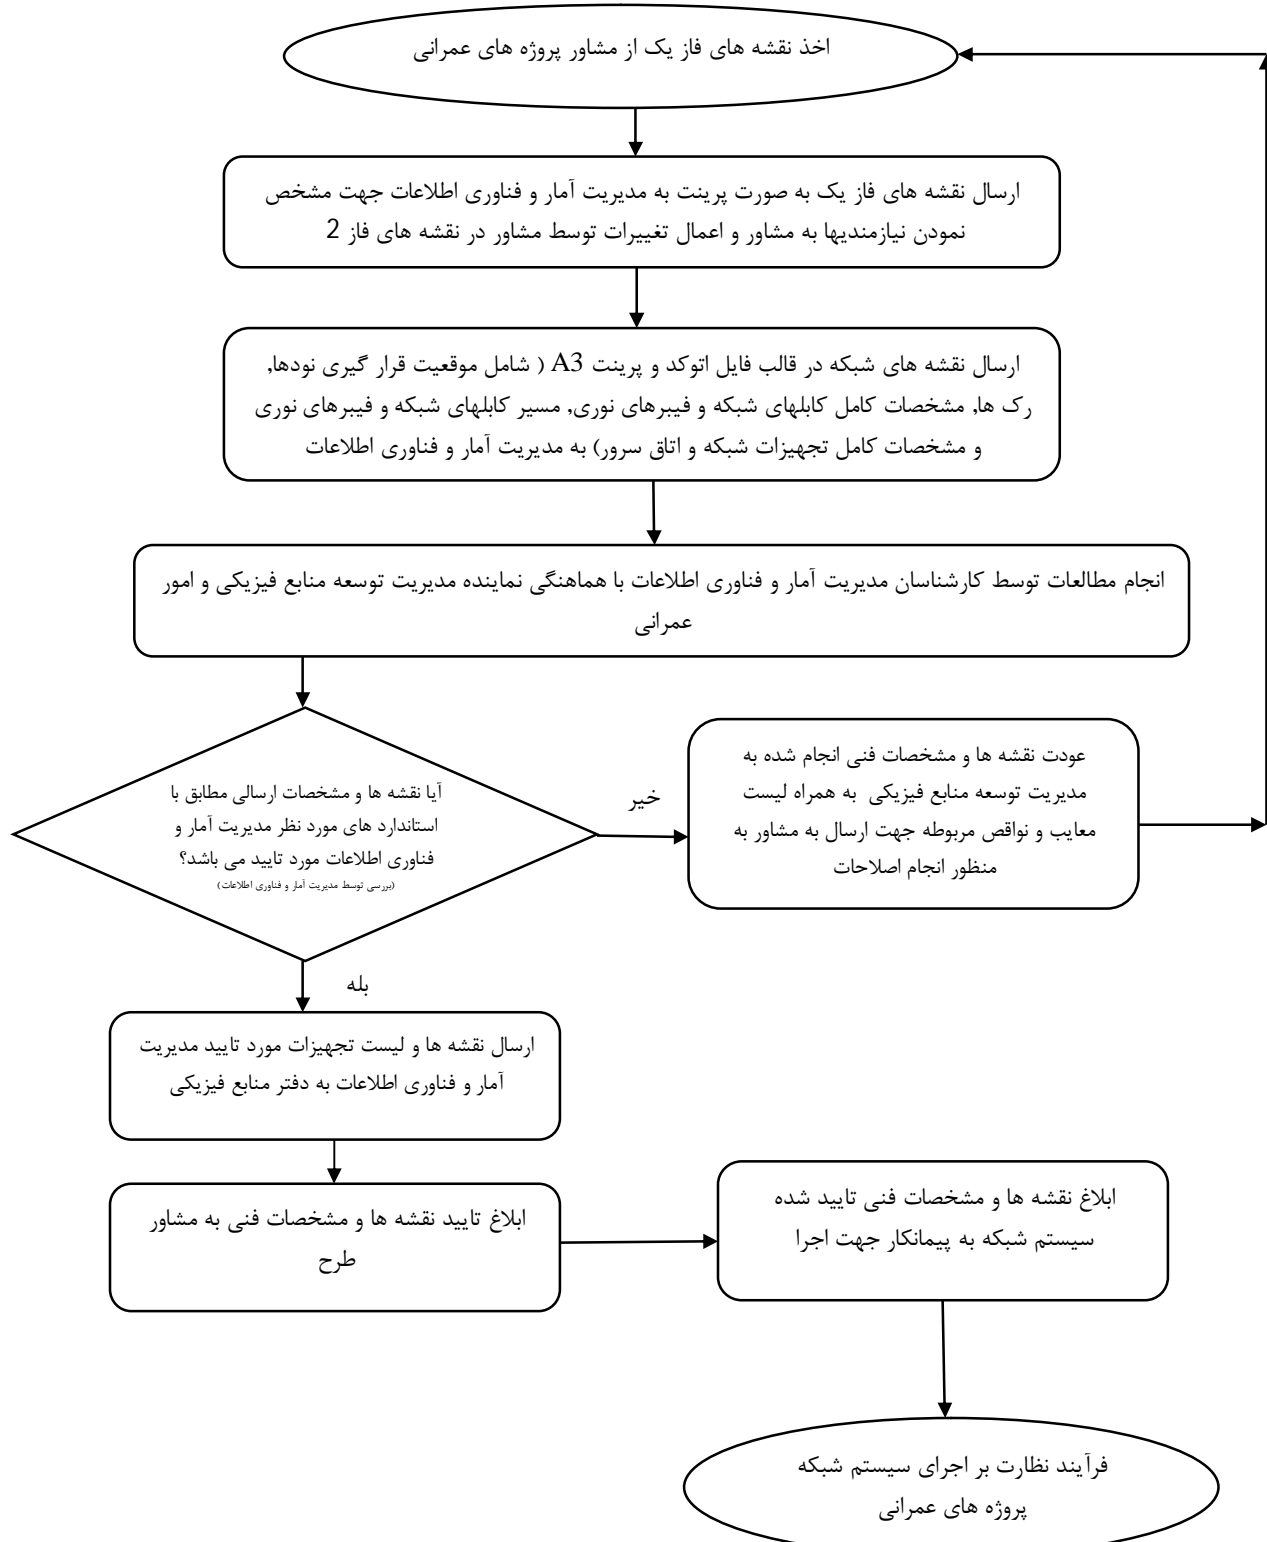 اخذ نقشه های فاز یک از مشاور پروژه های عمرانی
ارسال نقشه های فاز یک به صورت پرینت به مدیریت آمار و فناوری اطلاعات جهت مشخص
نمودن نیازمندیها به مشاور و اعمال تغییرات توسط مشاور در نقشه های فاز 2
ارسال نقشه های شبکه در قالب فایل اتوکد و پرینت A3 ( شامل موقعیت قرار گیری نودها,
رک ها, مشخصات کامل کابلهای شبکه و فیبرهای نوری, مسیر کابلهای شبکه و فیبرهای نوری
و مشخصات کامل تجهیزات شبکه و اتاق سرور) به مدیریت آمار و فناوری اطلاعات
انجام مطالعات توسط کارشناسان مدیریت آمار و فناوری اطلاعات با هماهنگی نماینده مدیریت توسعه منابع فیزیکی و امور
عمرانی
آیا نقشه ها و مشخصات ارسالی مطابق با
استاندارد های مورد نظر مدیریت آمار و
فناوری اطلاعات مورد تایید می باشد؟
(بررسی توسط مدیریت آمار و فناوری اطلاعات)
خیر
عودت نقشه ها و مشخصات فنی انجام شده به
مدیریت توسعه منابع فیزیکی به همراه لیست
معایب و نواقص مربوطه جهت ارسال به مشاور به
منظور انجام اصلاحات
بله
ارسال نقشه ها و لیست تجهیزات مورد تایید مدیریت
آمار و فناوری اطلاعات به دفتر منابع فیزیکی
ابلاغ تایید نقشه ها و مشخصات فنی به مشاور
طرح
ابلاغ نقشه ها و مشخصات فنی تایید شده
سیستم شبکه به پیمانکار جهت اجرا
فرآیند نظارت بر اجرای سیستم شبکه
پروژه های عمرانی